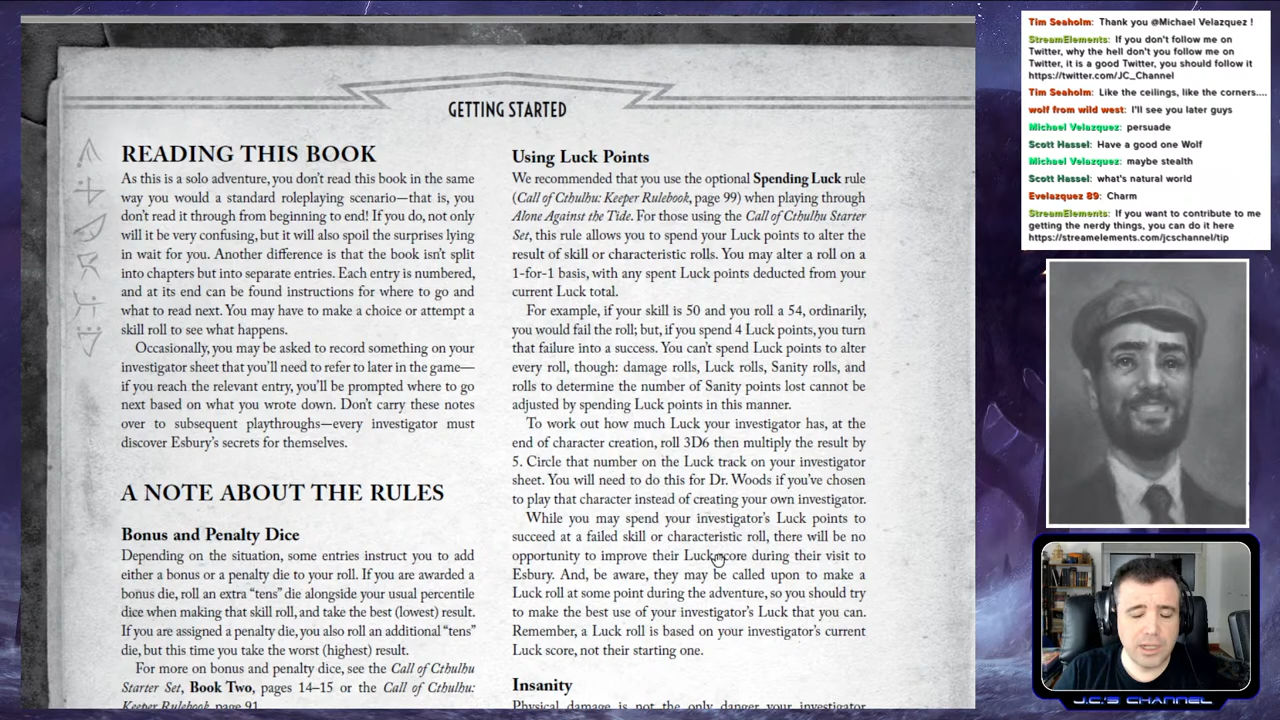 GETTING STARTED
READING THIS BOOK
As this is a solo adventure, you don't read this book in the same
way you would a standard roleplaying scenario—that is, you
don't read it through from beginning to end! If you do, not only
will it be very confusing, but it will also spoil the surprises lying
in wait for you. Another difference is that the book isn't split
into chapters but into separate entries. Each entry is numbered,
and at its end can be found instructions for where to go and
what to read next. You may have to make a choice or attempt a
skill roll to see what happens.
Occasionally, you may be asked to record something on your
investigator sheet that you'll need to refer to later in the game—
if you reach the relevant entry, you'll be prompted where to go
next based on what you wrote down. Don't carry these notes
over to subsequent playthroughs—every investigator must
discover Esbury's secrets for themselves.
A NOTE ABOUT THE RULES
Bonus and Penalty Dice
Depending on the situation, some entries instruct you to add
either a bonus or a penalty die to your roll. If you are awarded a
bonus die, roll an extra “tens” die alongside your usual percentile
dice when making that skill roll, and take the best (lowest) result.
If you are assigned a penalty die, you also roll an additional “tens”
die, but this time you take the worst (highest) result.
For more on bonus and penalty dice, see the Call of Cthulhu
Starter Set, Book Two, pages 14–15 or the Call of Cthulhu:
Keeper Rulebook, page 91.
Using Luck Points
We recommended that you use the optional Spending Luck rule
(Call of Cthulhu: Keeper Rulebook, page 99) when playing through
Alone Against the Tide. For those using the Call of Cthulhu Starter
Set, this rule allows you to spend your Luck points to alter the
result of skill or characteristic rolls. You may alter a roll on a
1-for-1 basis, with any spent Luck points deducted from your
current Luck total.
For example, if your skill is 50 and you roll a 54, ordinarily,
you would fail the roll; but, if you spend 4 Luck points, you turn
that failure into a success. You can't spend Luck points to alter
every roll, though: damage rolls, Luck rolls, Sanity rolls, and
rolls to determine the number of Sanity points lost cannot be
adjusted by spending Luck points in this manner.
To work out how much Luck your investigator has, at the
end of character creation, roll 3D6 then multiply the result by
5. Circle that number on the Luck track on your investigator
sheet. You will need to do this for Dr. Woods if you've chosen
to play that character instead of creating your own investigator.
While you may spend your investigator's Luck points to
succeed at a failed skill or characteristic roll, there will be no
opportunity to improve their Luck score during their visit to
Esbury. And, be aware, they may be called upon to make a
Luck roll at some point during the adventure, so you should try
to make the best use of your investigator's Luck that you can.
Remember, a Luck roll is based on your investigator's current
Luck score, not their starting one.
Insanity
Physical damage is not the only danger your investigator
Tim Seaholm: Thank you @Michael Velazquez !
StreamElements: If you don't follow me on
Twitter, why the hell don't you follow me on
Twitter, it is a good Twitter, you should follow it
https://twitter.com/JC_Channel
Tim Seaholm: Like the ceilings, like the corners....
wolf from wild west: I'll see you later guys
Michael Velazquez: persuade
Scott Hassel: Have a good one Wolf
Michael Velazquez: maybe stealth
Scott Hassel: what's natural world
Evelazquez 89: Charm
StreamElements: If you want to contribute to me
getting the nerdy things, you can do it here
https://streamelements.com/jcschannel/tip
J.C.'S CHANNEL